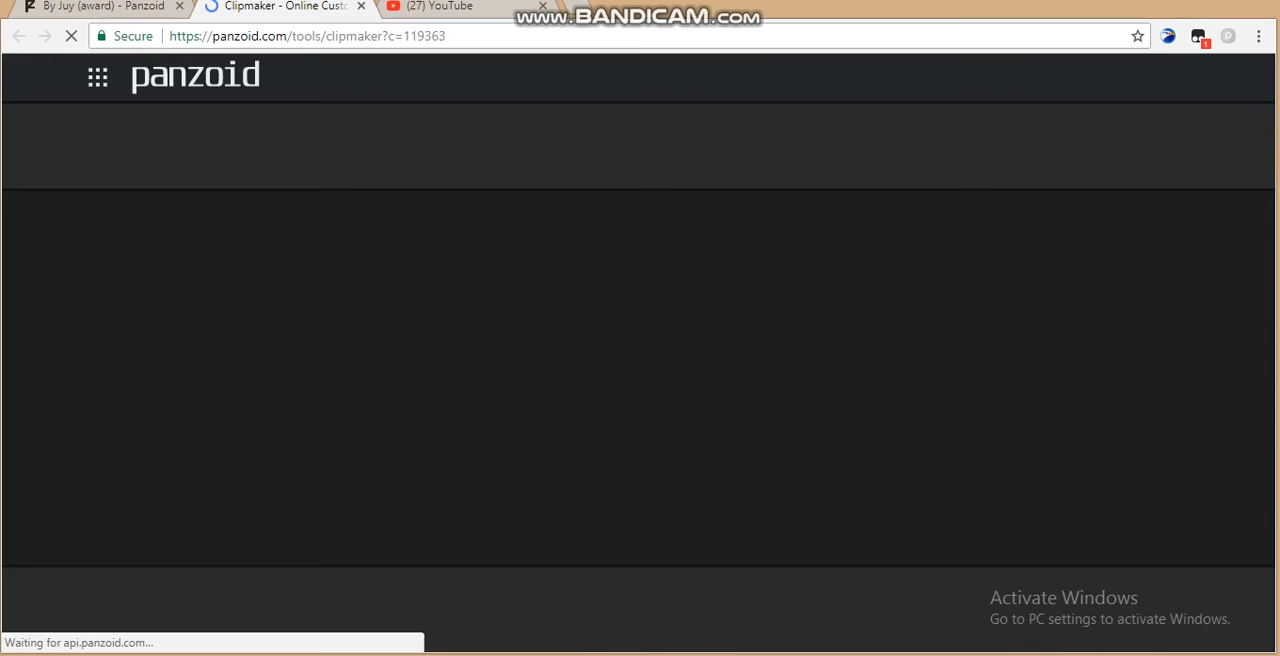 By Juy (award) - Panzoid
Clipmaker - Online Custo
(27) YouTube
www.BANDICAM.com
Secure
https://panzoid.com/tools/clipmaker?c=119363
1
panzoid
Activate Windows
Go to PC settings to activate Windows.
Waiting for api.panzoid.com...